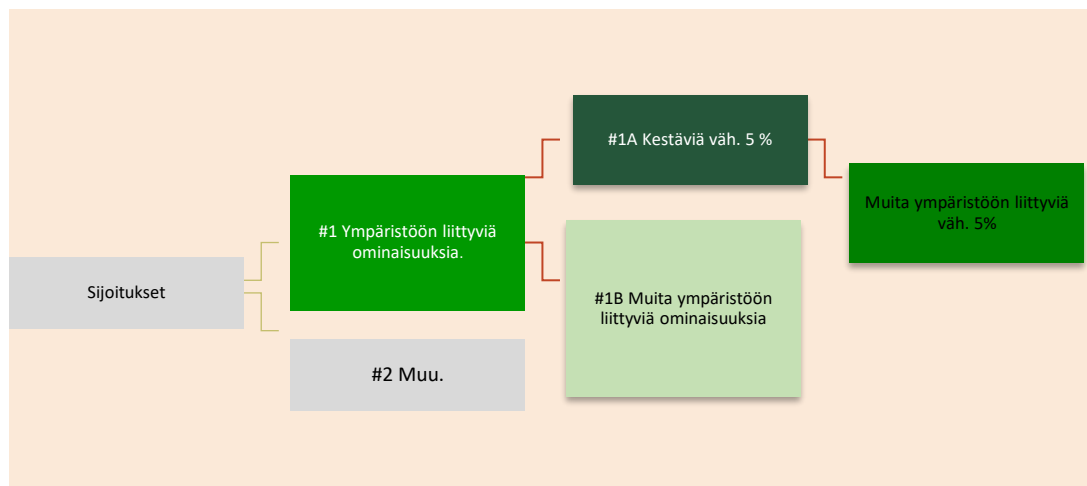 Sijoitukset
#1 Ympäristöön liittyviä
ominaisuuksia.
#2 Muu.
#1A Kestäviä väh. 5 %
#1B Muita ympäristöön
liittyviä ominaisuuksia
Muita ympäristöön liittyviä
väh. 5%